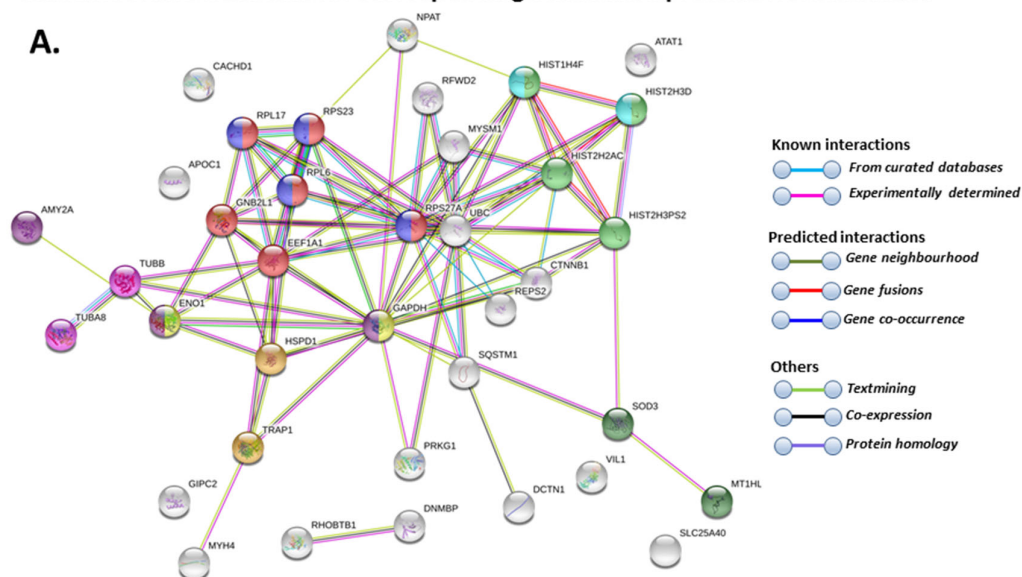 A.
NPAT
ATAT1
CACHD1
HIST1H4F
RFWD2
HIST2H3D
RPL17
RPS23
MYSM1
HIST2H2AC
APOC1
RPL6
AMY2A
GNB2L1
RPS27A
UBC
HIST2H3PS2
EEF1A1
TUBB
CTNNB1
REPS2
ENO1
GAPDH
TUBA8
HSPD1
SQSTM1
SOD3
TRAP1
PRKG1
VIL1
GIPC2
DCTN1
MT1HL
DNMBP
RHOBTB1
SLC25A40
MYH4
Known interactions
From curated databases
Experimentally determined
Predicted interactions
Gene neighbourhood
Gene fusions
Gene co-occurrence
Others
Textmining
Co-expression
Protein homology